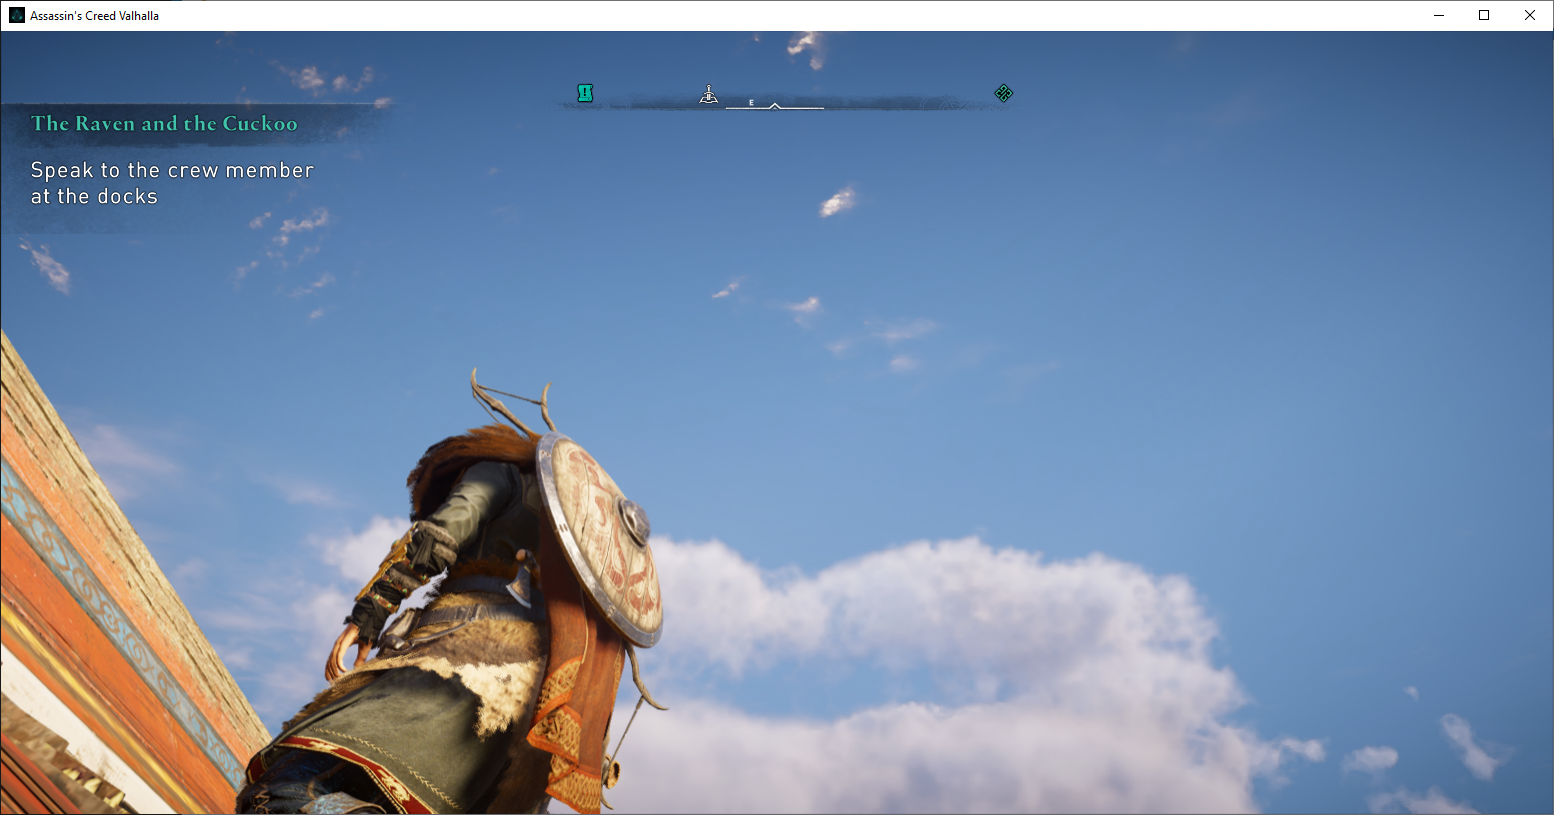 Assassin's Creed Valhalla
E
The Raven and the Cuckoo
Speak to the crew member
at the docks